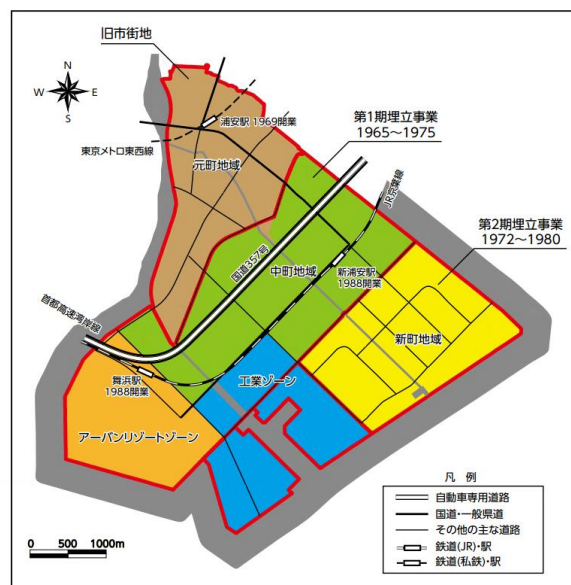 旧市街地
N
W
E
S
浦安駅 1969開業
東京メトロ東西線
元町地域
第1期埋立事業
1965〜1975
JR京葉線
国道357号
中町地域
新浦安駅
1988開業
第2期埋立事業
1972〜1980
新町地域
首都高速湾岸線
舞浜駅
1988開業
工業ゾーン
アーバンリゾートゾーン
凡 例
自動車専用道路
国道・一般県道
その他の主な道路
鉄道(JR)・駅
鉄道(私鉄)・駅
0 500 1000m